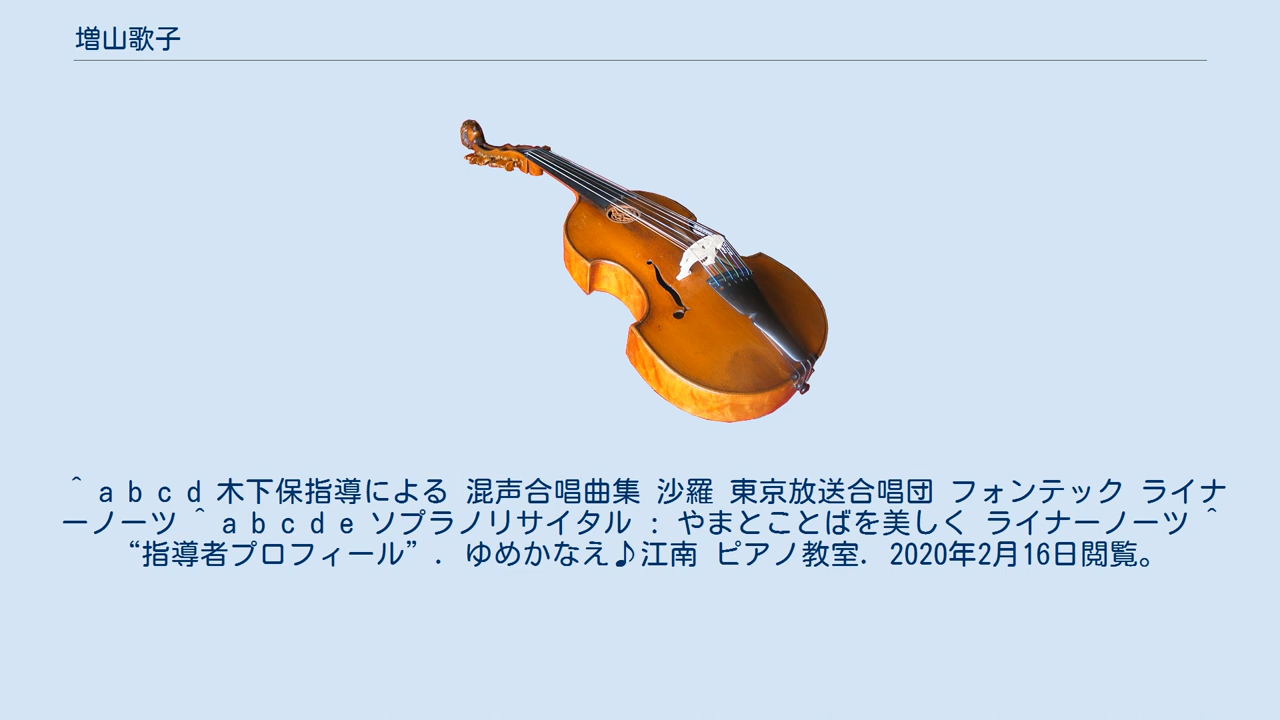 増山歌子
^ a b c d 木下保指導による 混声合唱曲集 沙羅 東京放送合唱団 フォンテック ライナ
ーノーツ ^ a b c d e ソプラノリサイタル : やまとことばを美しく ライナーノーツ ^
“指導者プロフィール”. ゆめかなえ♪江南 ピアノ教室. 2020年2月16日閲覧。